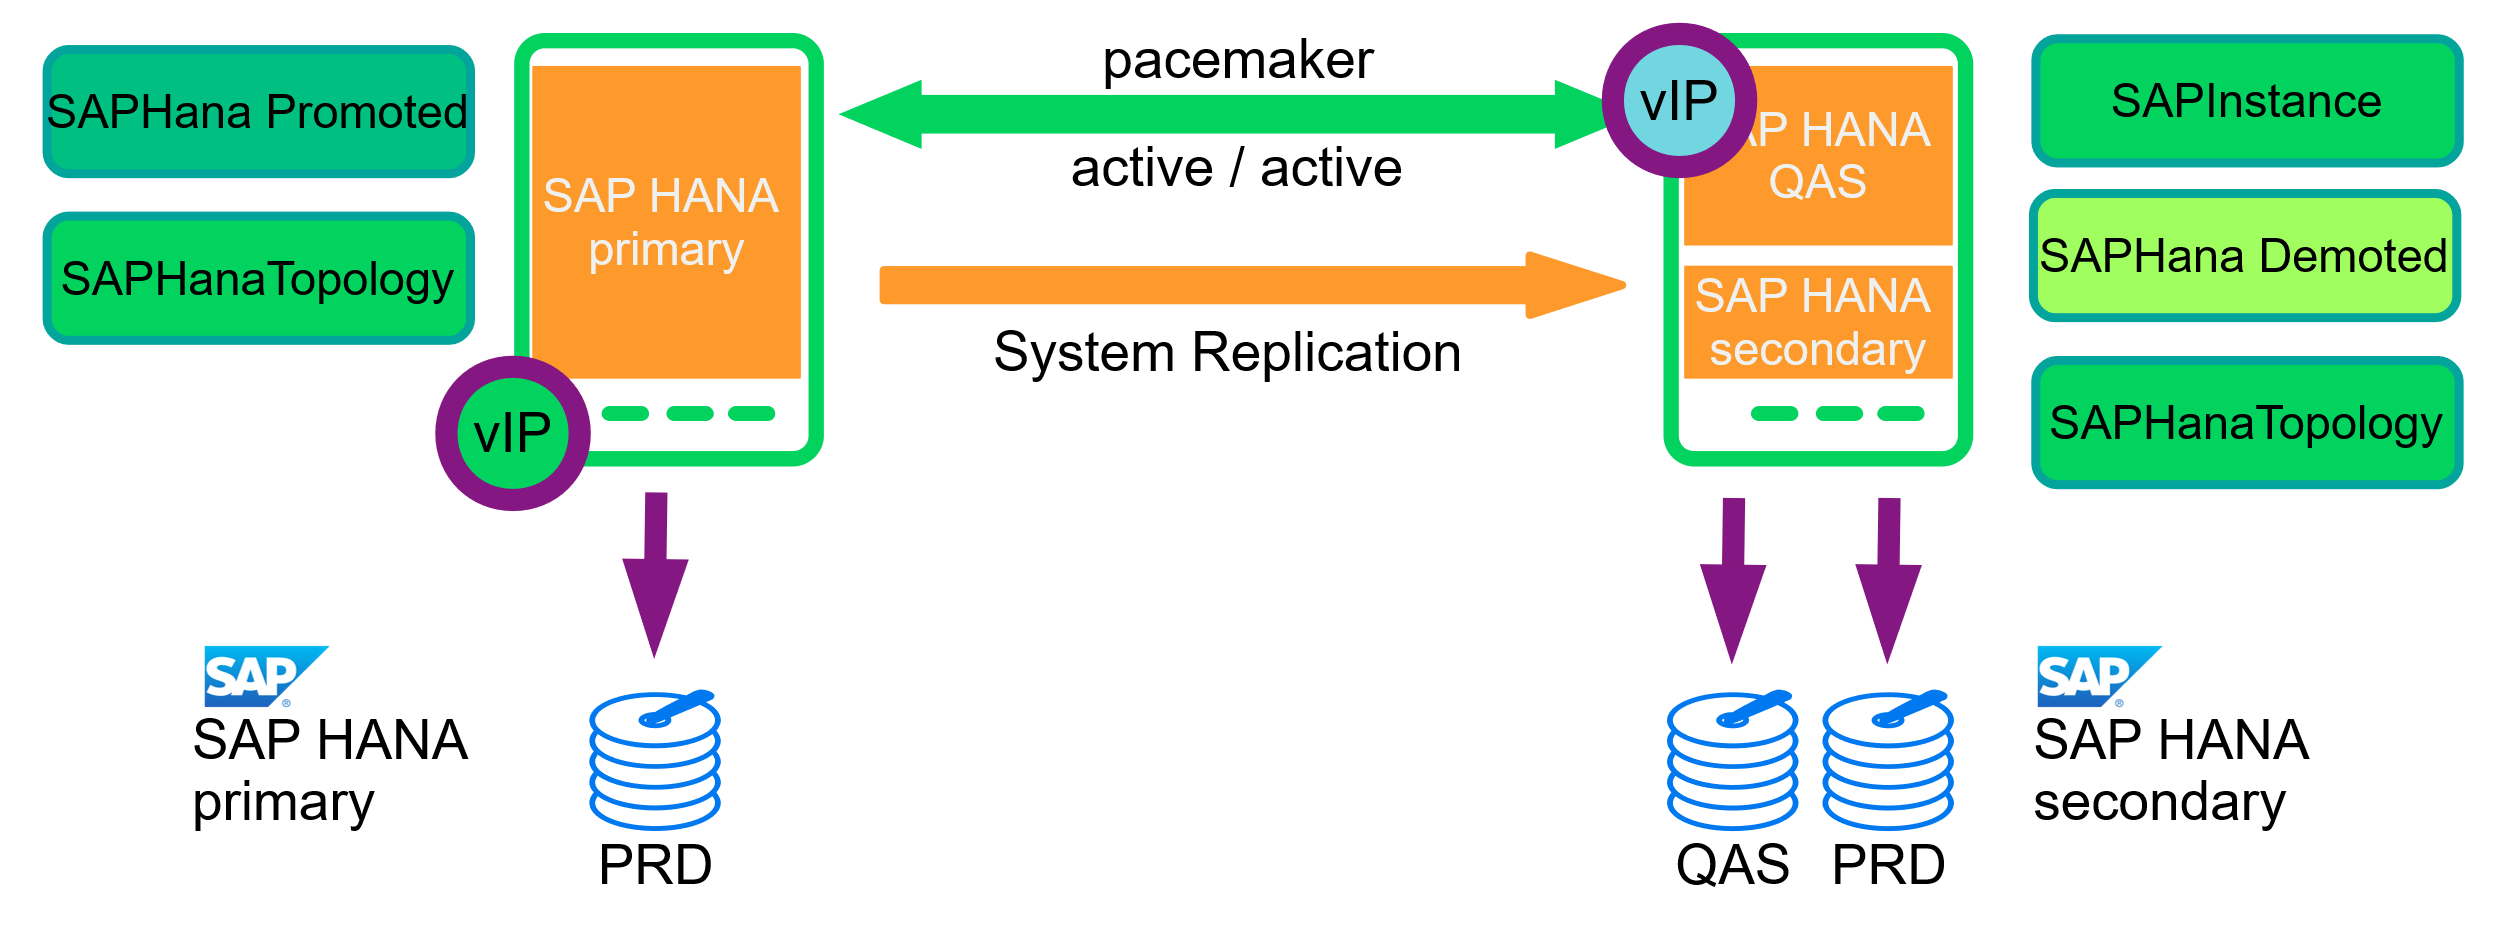 SAPHana Promoted
SAPHanaTopology
SAP HANA
primary
vIP
pacemaker
active / active
System Replication
vIP
AP HANA
QAS
SAP HANA
secondary
SAPInstance
SAPHana Demoted
SAPHanaTopology
SAP®
SAP HANA
primary
PRD
QAS
PRD
SAP®
SAP HANA
secondary